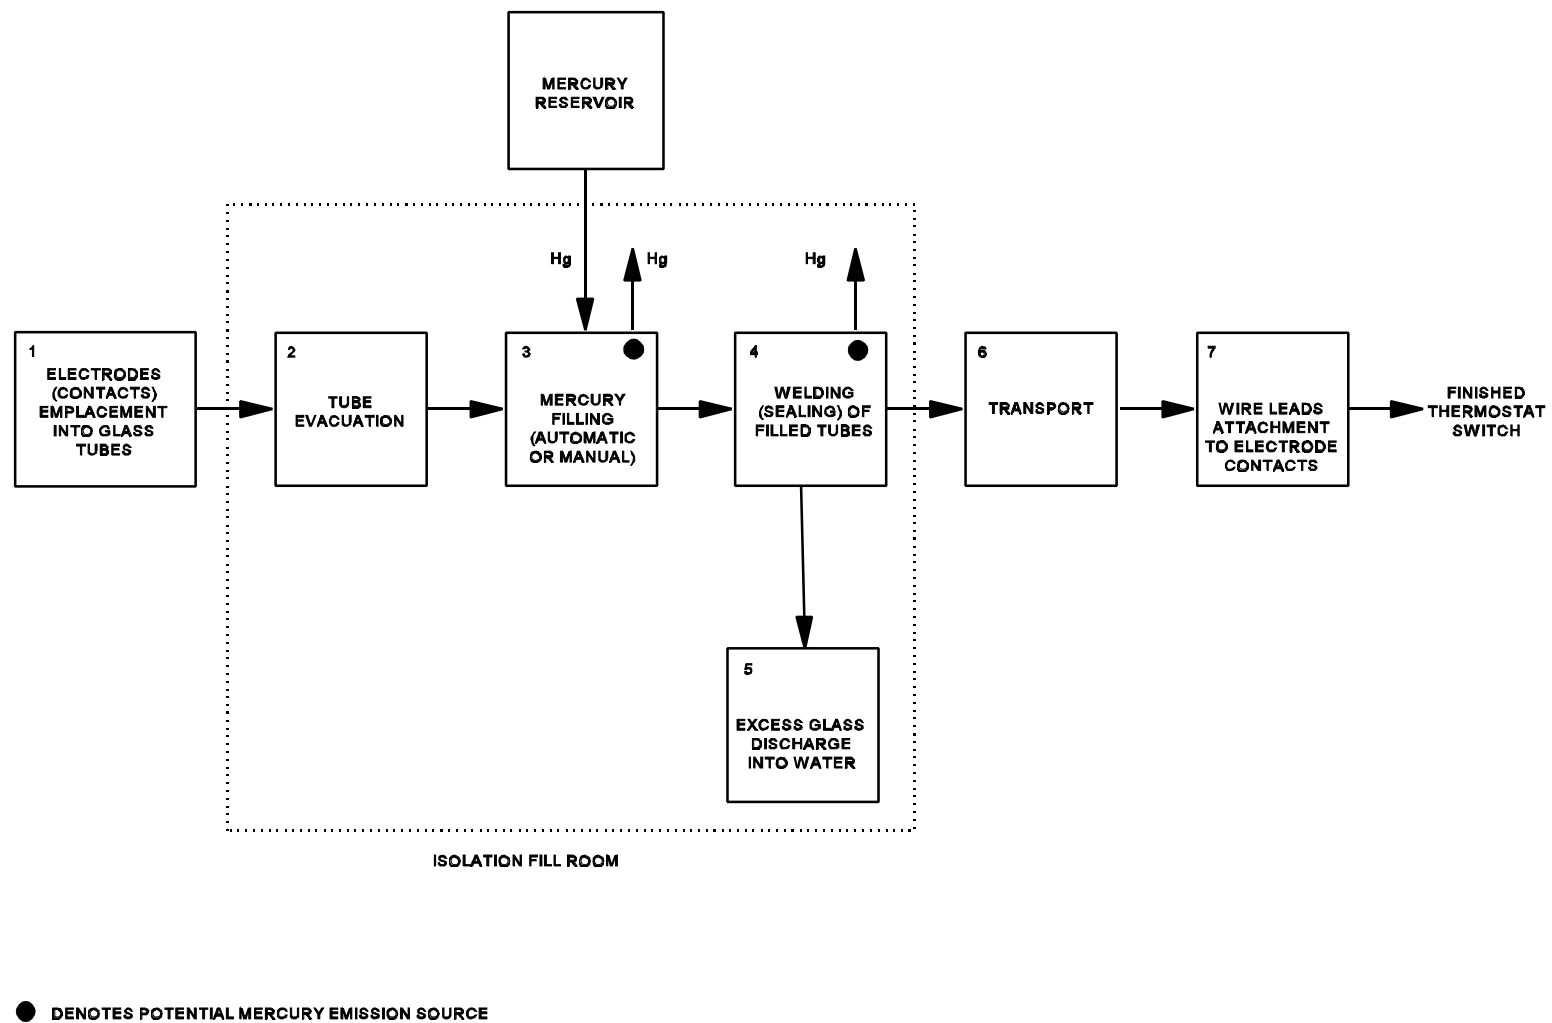 MERCURY
RESERVOIR
Hg
Hg
Hg
1
ELECTRODES
(CONTACTS)
EMPLACEMENT
INTO GLASS
TUBES
2
TUBE
EVACUATION
3
MERCURY
FILLING
(AUTOMATIC
OR MANUAL)
4
WELDING
(SEALING) OF
FILLED TUBES
6
TRANSPORT
7
WIRE LEADS
ATTACHMENT
TO ELECTRODE
CONTACTS
FINISHED
THERMOSTAT
SWITCH
5
EXCESS GLASS
DISCHARGE
INTO WATER
ISOLATION FILL ROOM
DENOTES POTENTIAL MERCURY EMISSION SOURCE